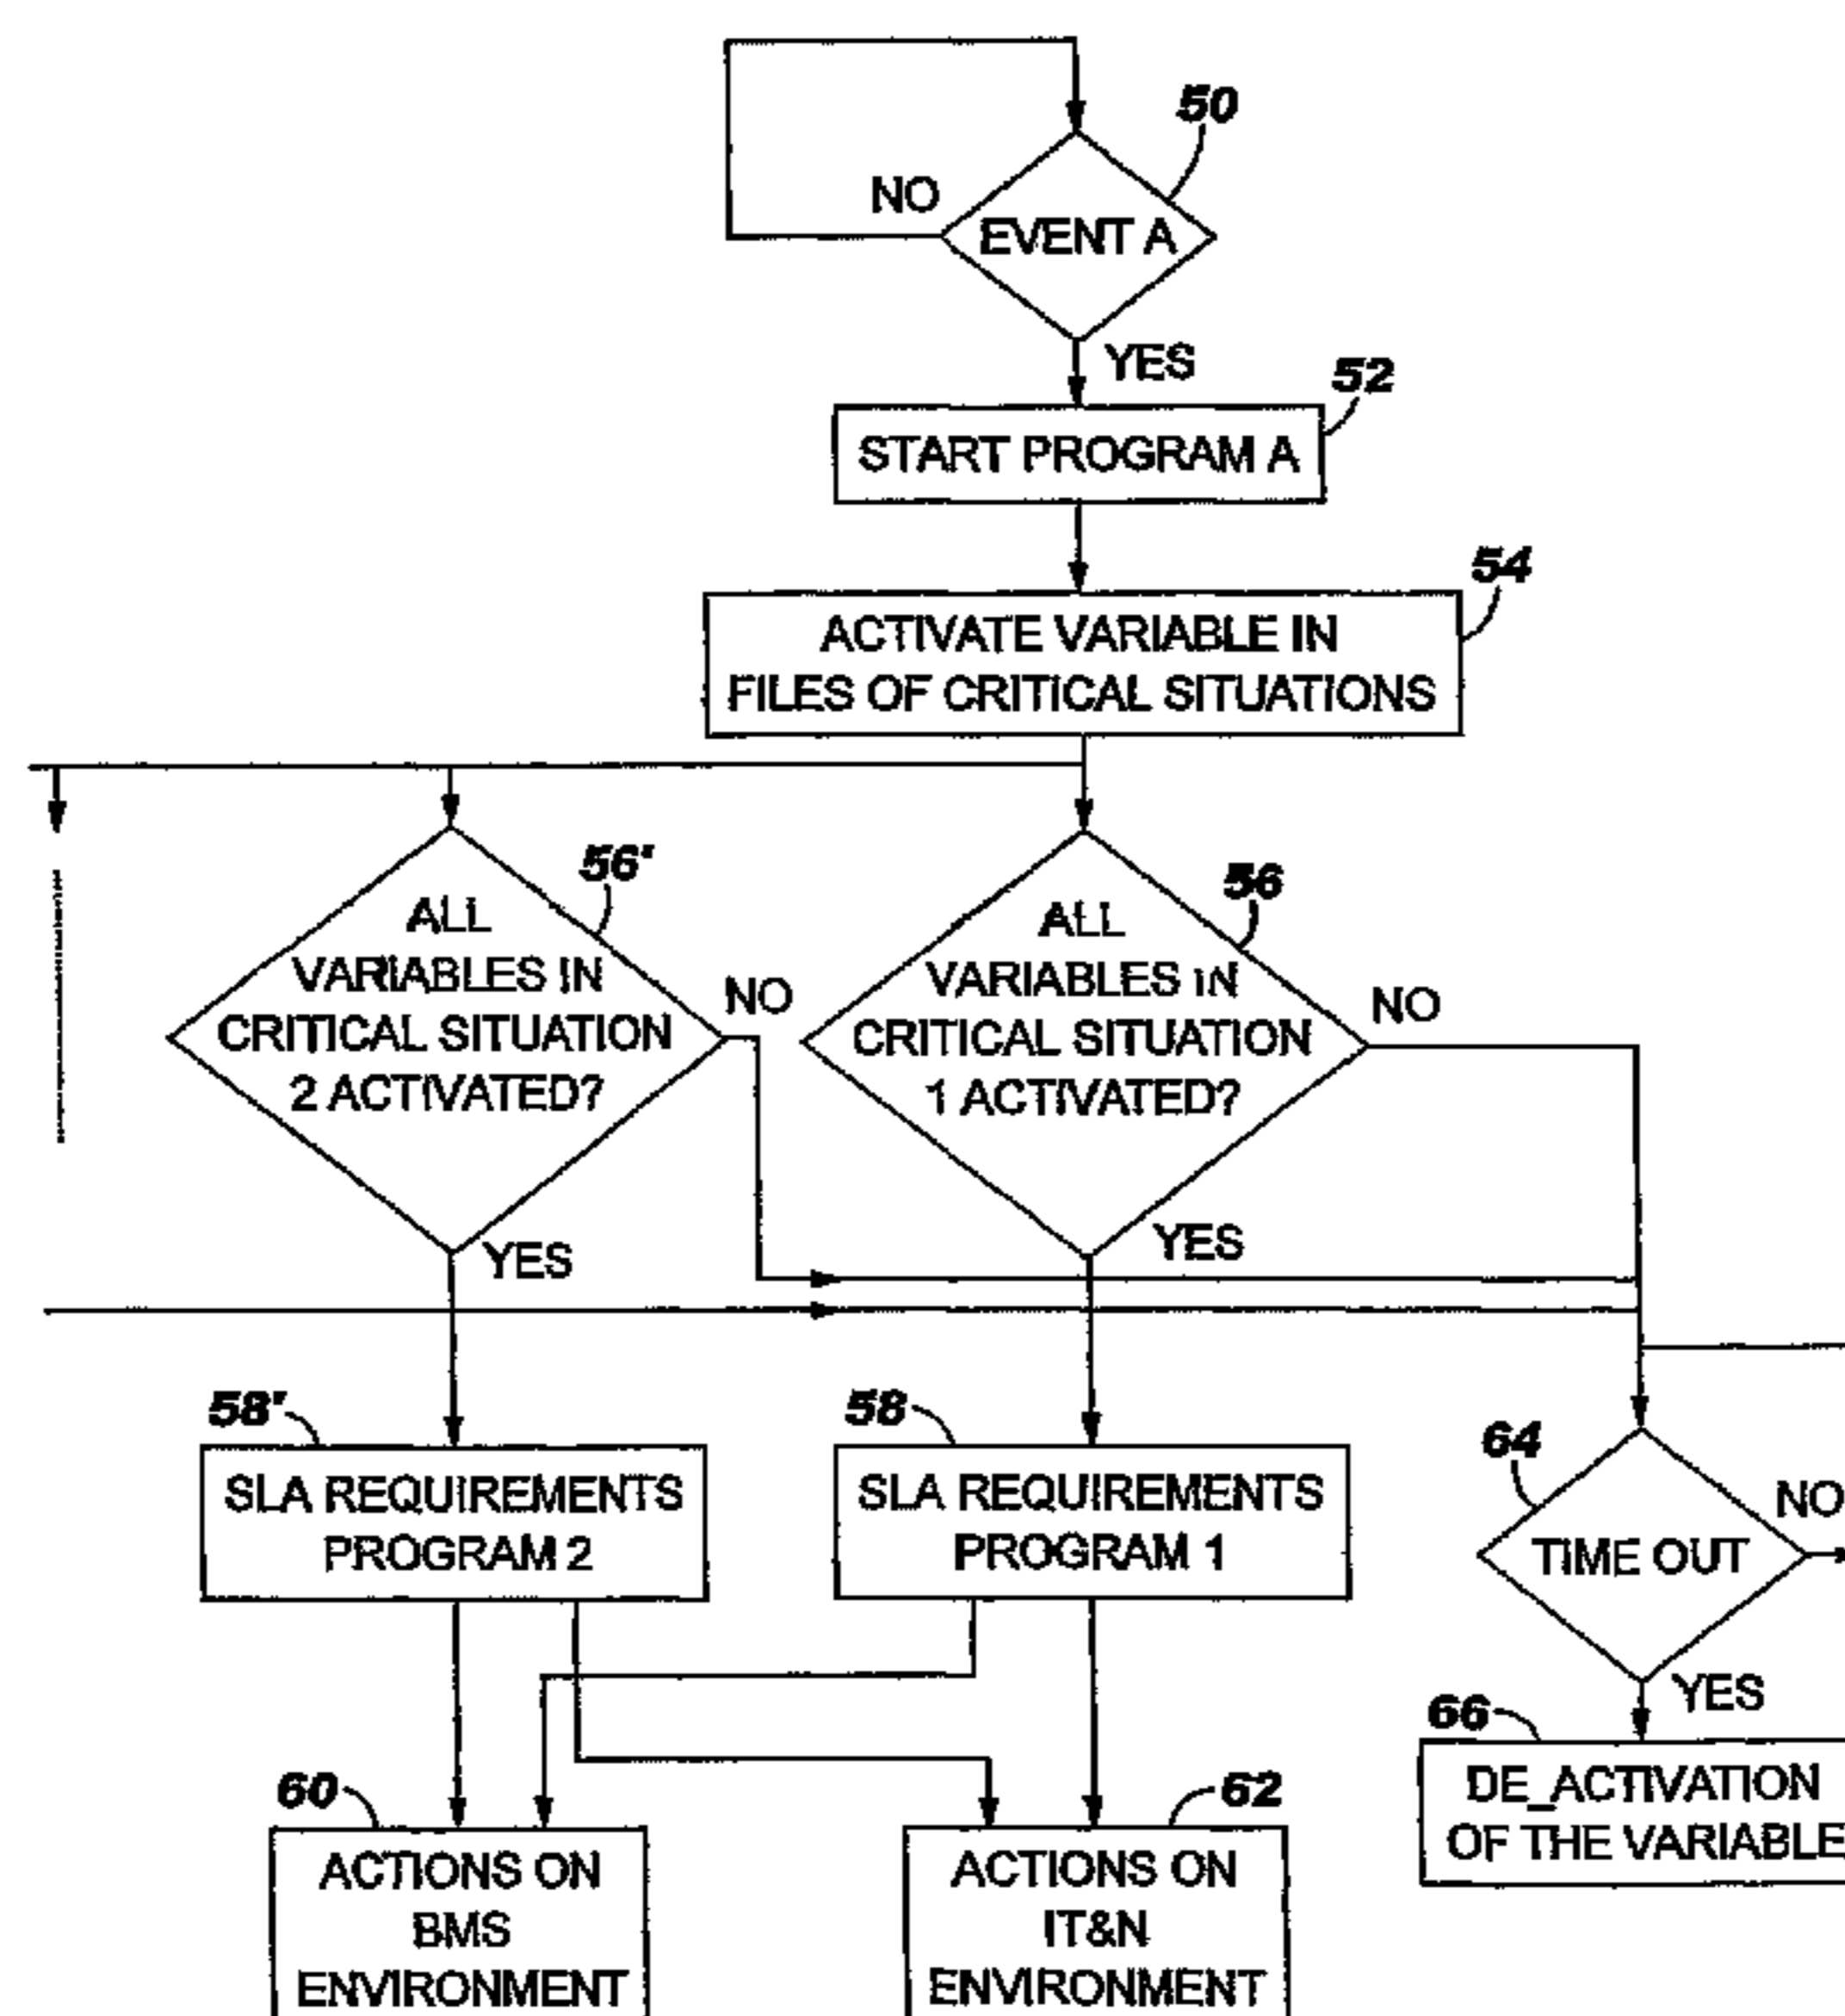 50
NO
EVENT A
YES
52
START PROGRAM A
54
ACTIVATE VARIABLE IN
FILES OF CRITICAL SITUATIONS
56'
ALL
VARIABLES IN
CRITICAL SITUATION
2 ACTIVATED?
NO
YES
56
ALL
VARIABLES IN
CRITICAL SITUATION
1 ACTIVATED?
NO
YES
58'
SLA REQUIREMENTS
PROGRAM 2
58
SLA REQUIREMENTS
PROGRAM 1
64
NO
TIME OUT
YES
66
DE_ACTIVATION
OF THE VARIABLE
60
ACTIONS ON
BMS
ENVIRONMENT
62
ACTIONS ON
IT&N
ENVIRONMENT